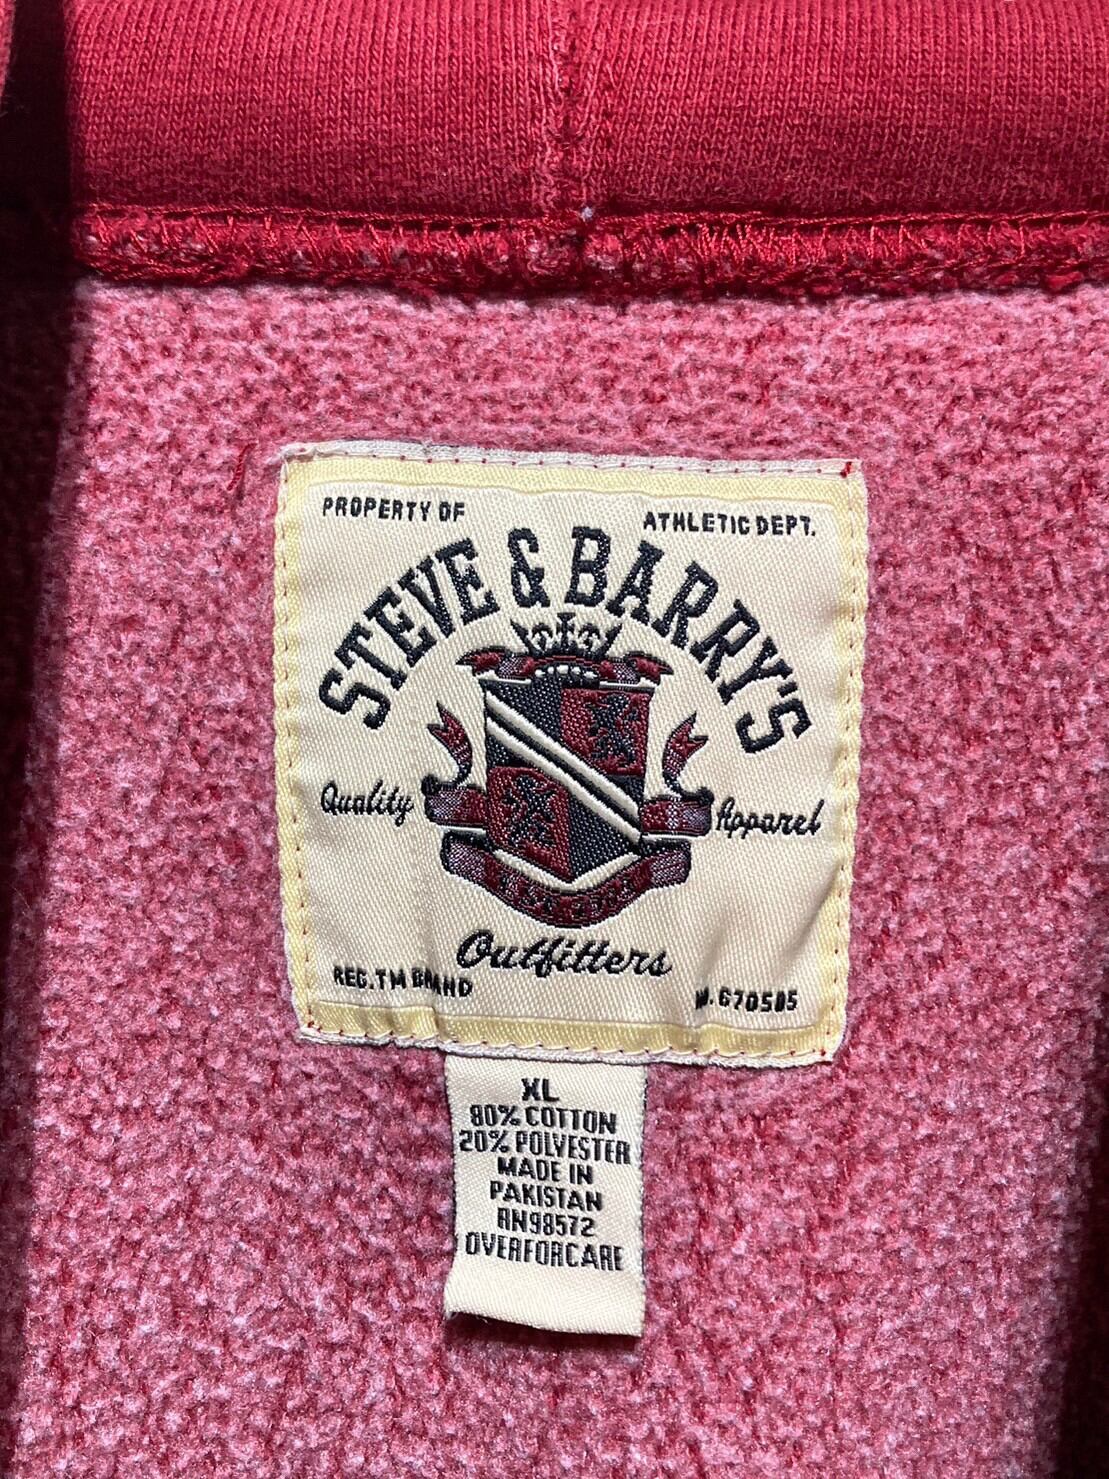 PROPERTY OF
ATHLETIC DEPT.
STEVE & BARRY'S
Quality
Apparel
Outfitters
REG.TM BRAND
XL
80% COTTON
20% POLYESTER
MADE IN
PAKISTAN
RN98572
OVERFORCARE